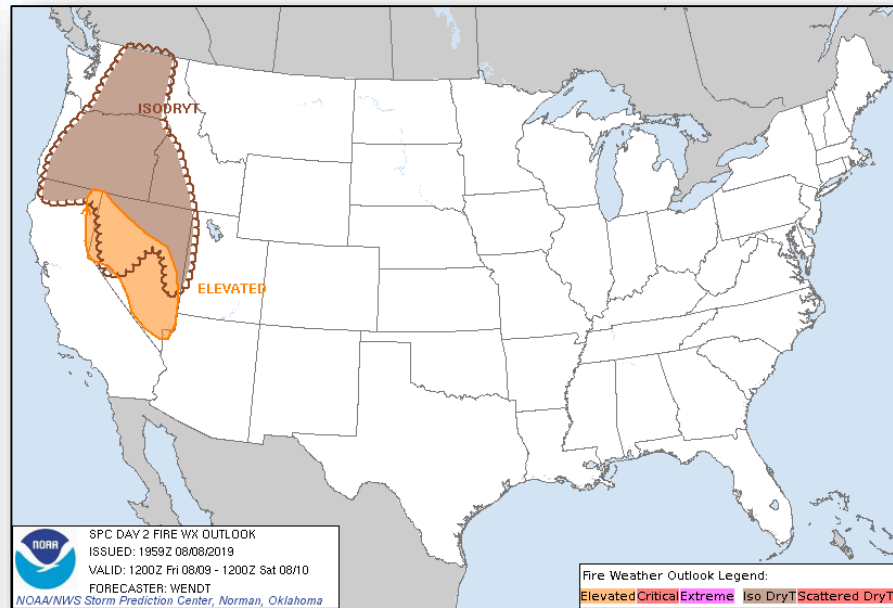 ISODRYT
ELEVATED
NOAA
SPC DAY 2 FIRE WX OUTLOOK
ISSUED: 1959Z 08/08/2019
VALID: 1200Z Fri 08/09 - 1200Z Sat 08/10
FORECASTER: WENDT
NOAA/NWS Storm Prediction Center, Norman, Oklahoma
Fire Weather Outlook Legend:
Elevated Critical Extreme Iso DryT Scattered DryT